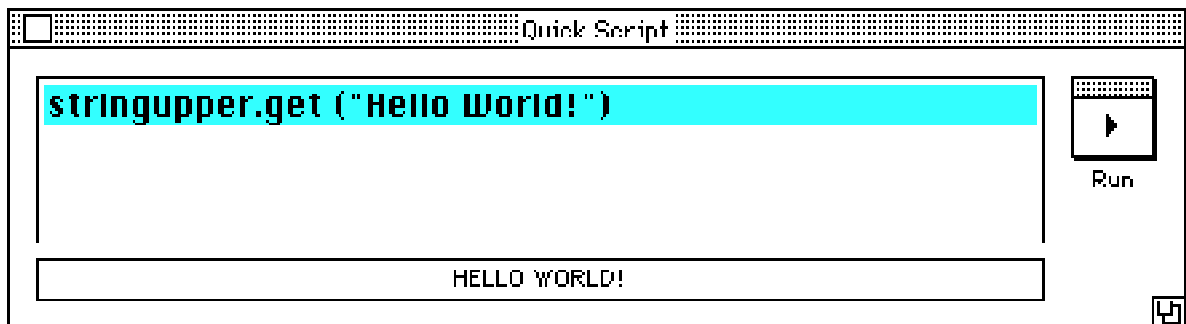 Quick Script
stringupper.get ("Hello World!")
Run
HELLO WORLD!